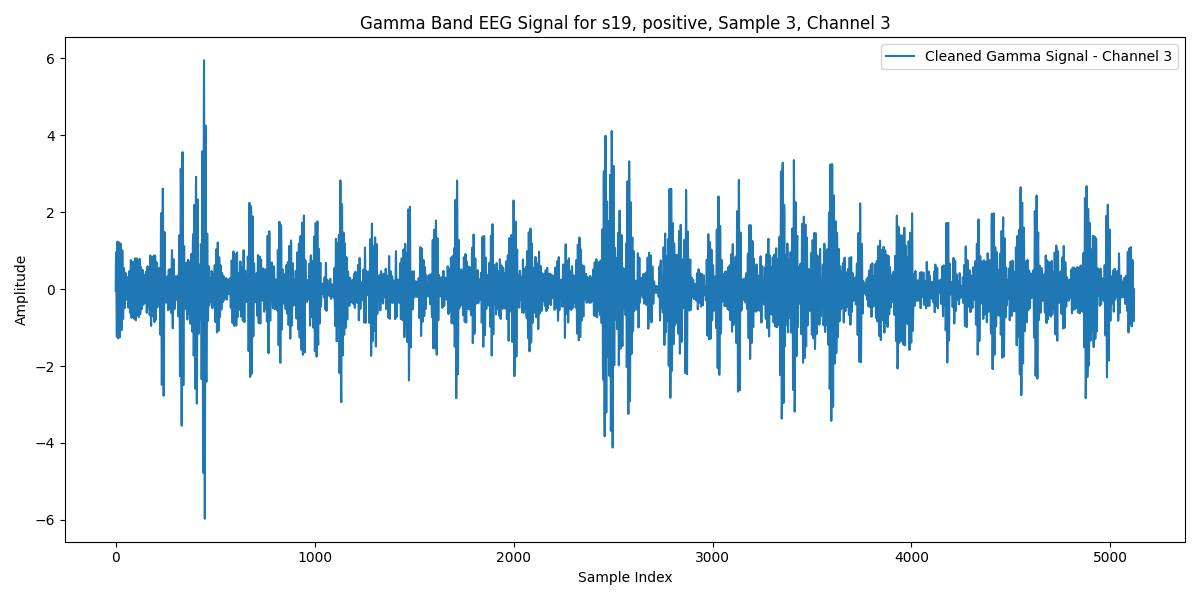 Gamma Band EEG Signal for s19, positive, Sample 3, Channel 3
Cleaned Gamma Signal - Channel 3
Amplitude
6
4
2
0
−2
−4
−6
0 1000 2000 3000 4000 5000
Sample Index